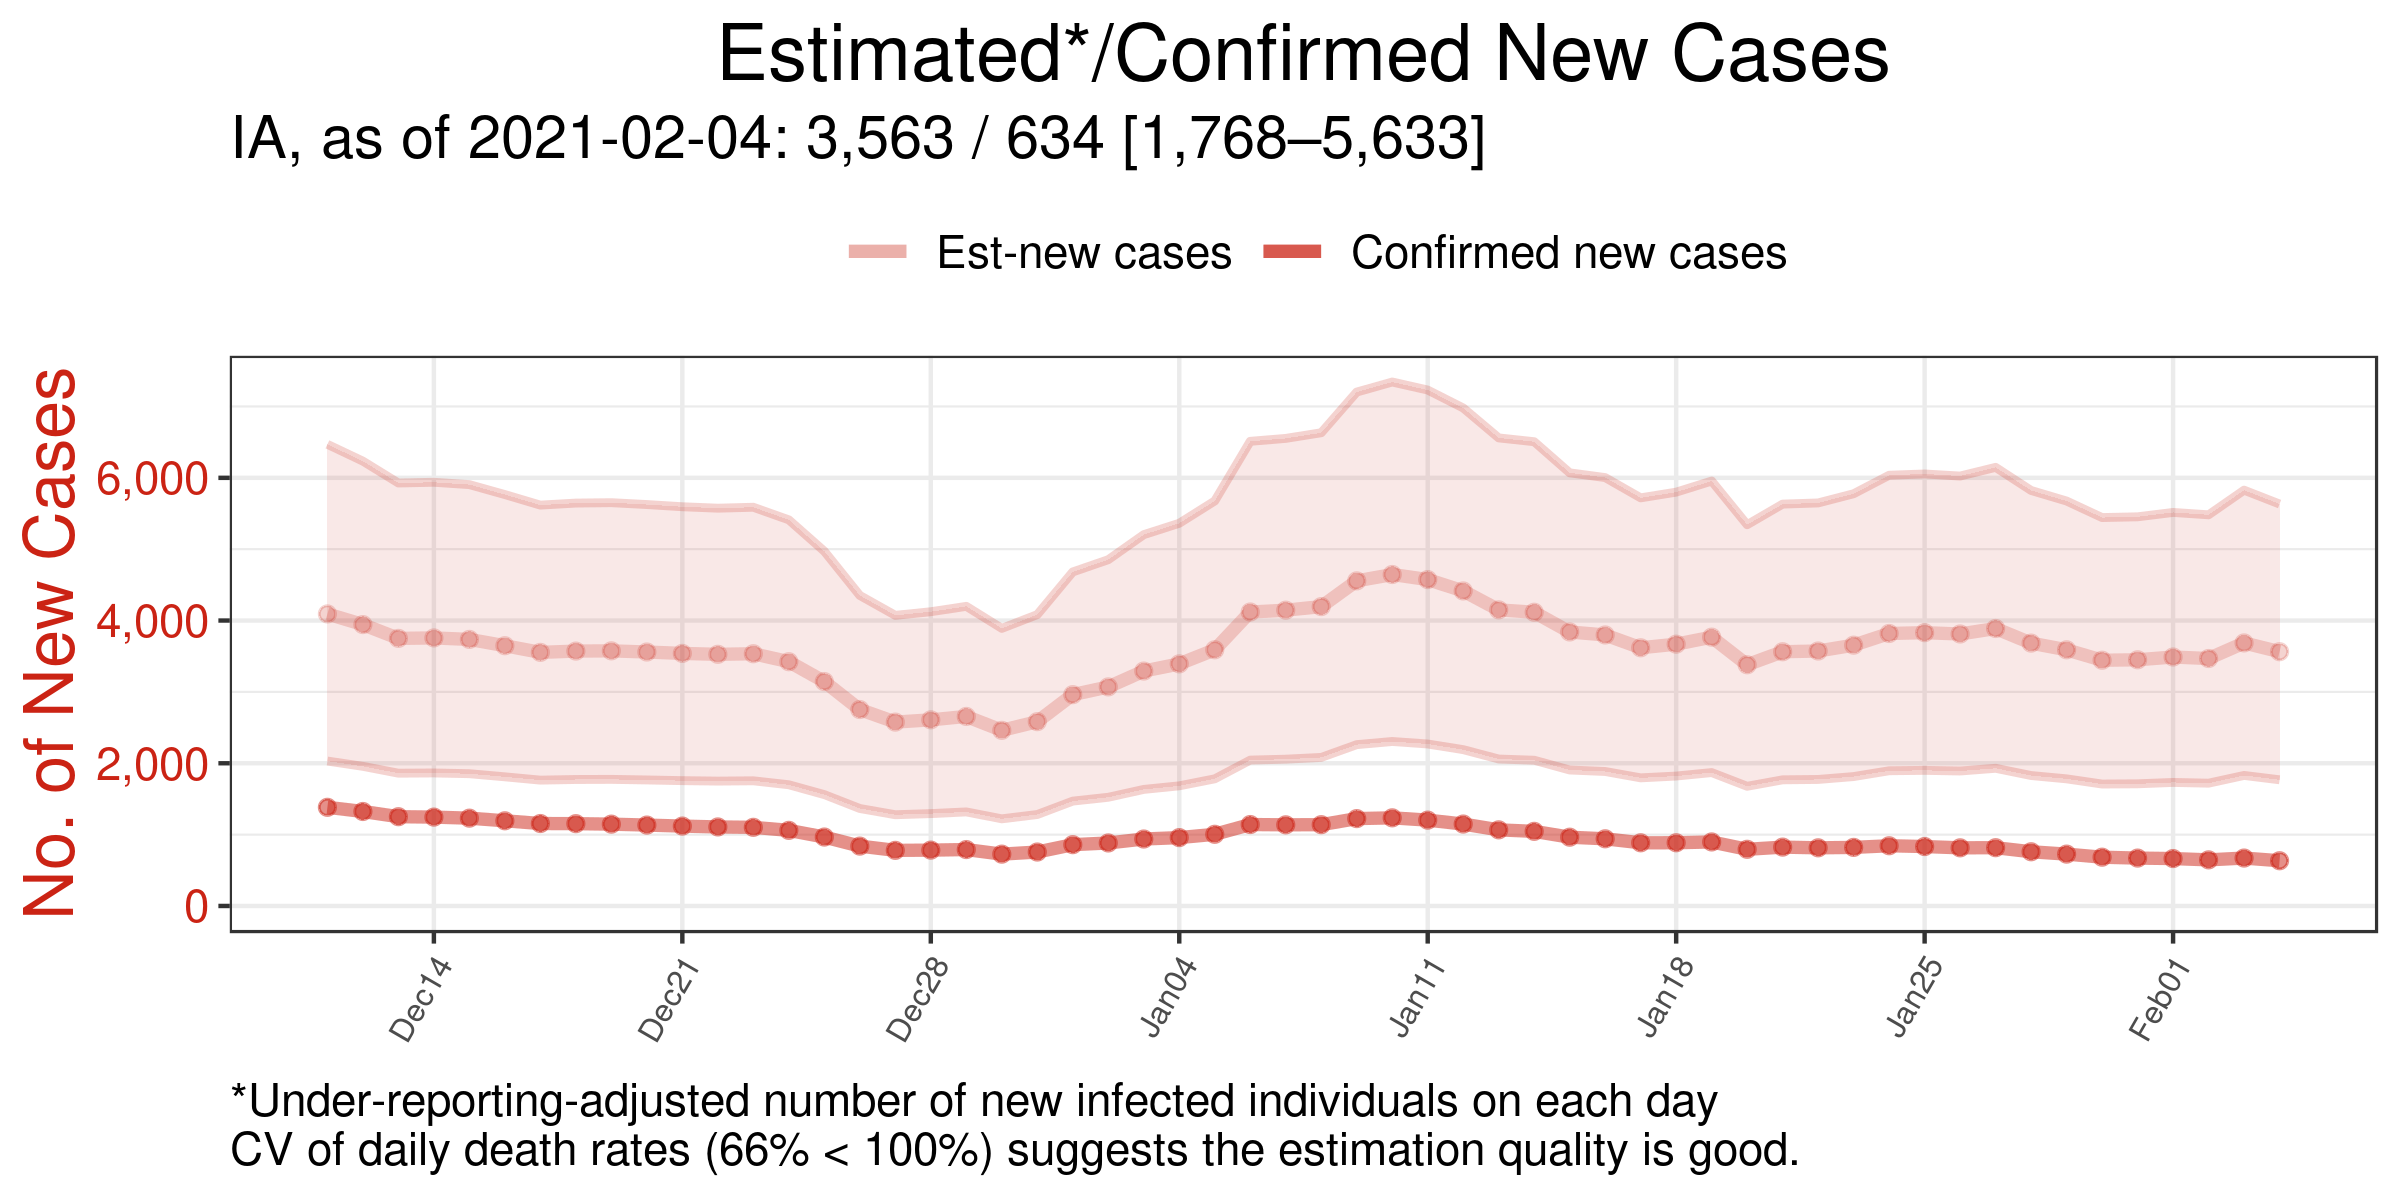 Estimated*/Confirmed New Cases
IA, as of 2021-02-04: 3,563 / 634 [1,768–5,633]
Est-new cases
Confirmed new cases
No. of New Cases
6,000
4,000
2,000
0
Dec14
Dec21
Dec28
Jan04
Jan11
Jan18
Jan25
Feb01
*Under-reporting-adjusted number of new infected individuals on each day
CV of daily death rates (66% < 100%) suggests the estimation quality is good.